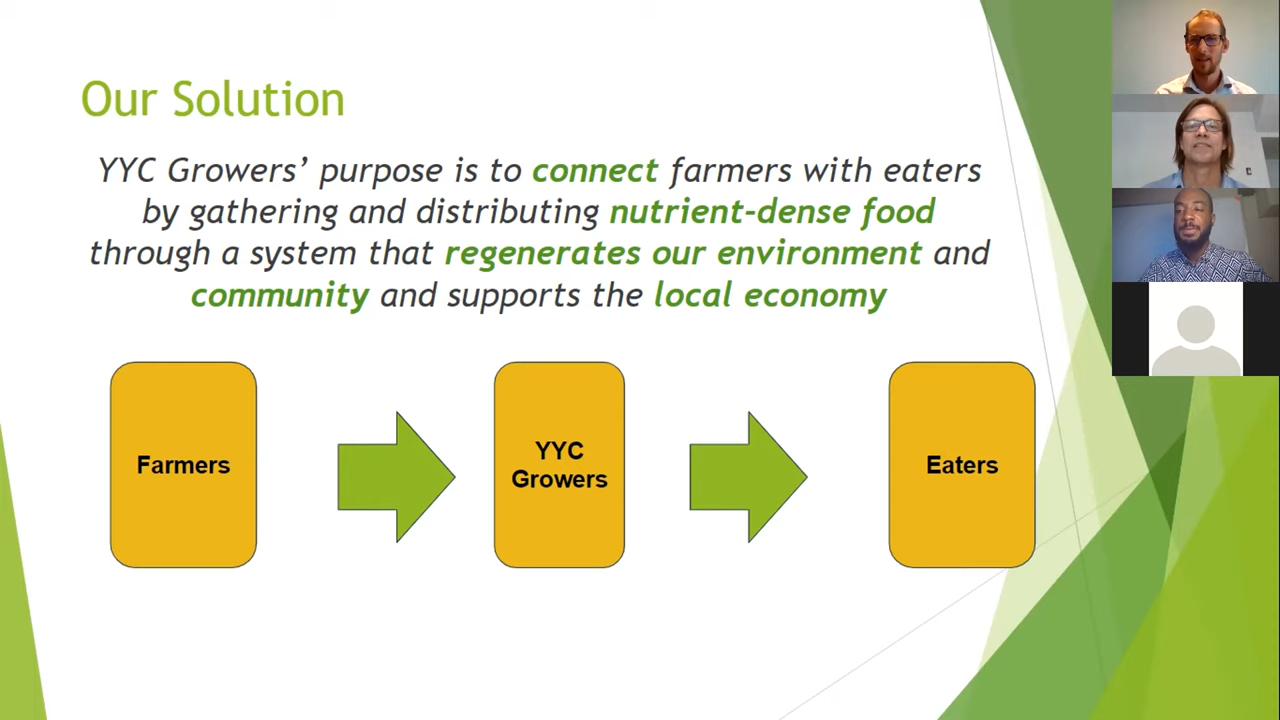 Our Solution
YYC Growers’ purpose is to connect farmers with eaters
by gathering and distributing nutrient-dense food
through a system that regenerates our environment and
community and supports the local economy
Farmers
YYC
Growers
Eaters